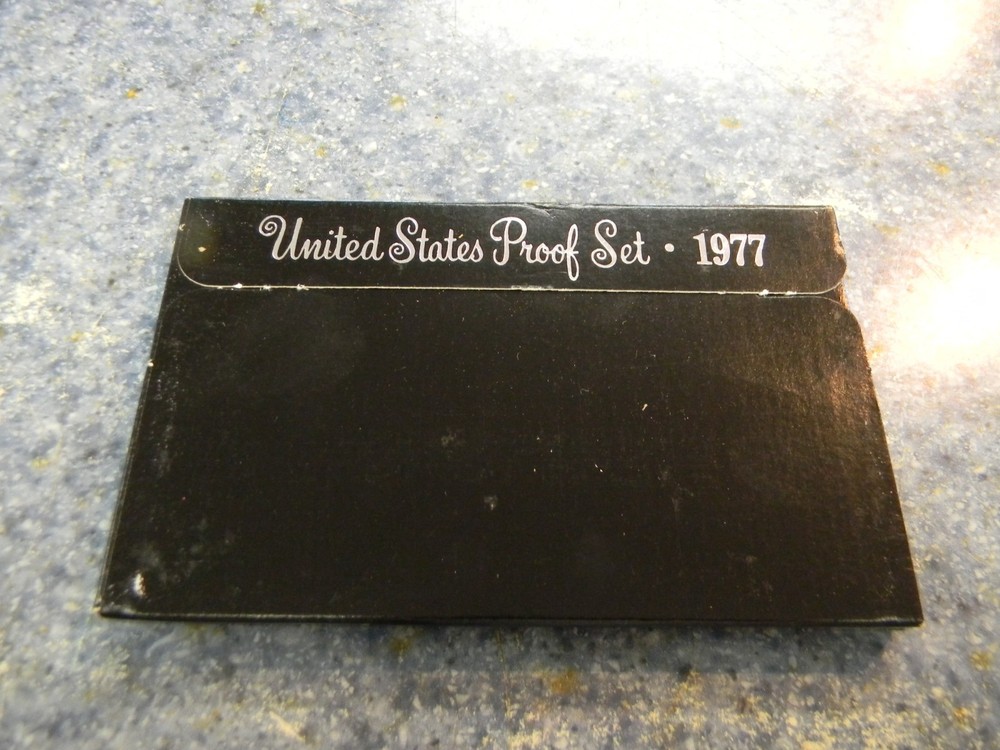 United States Proof Set • 1977